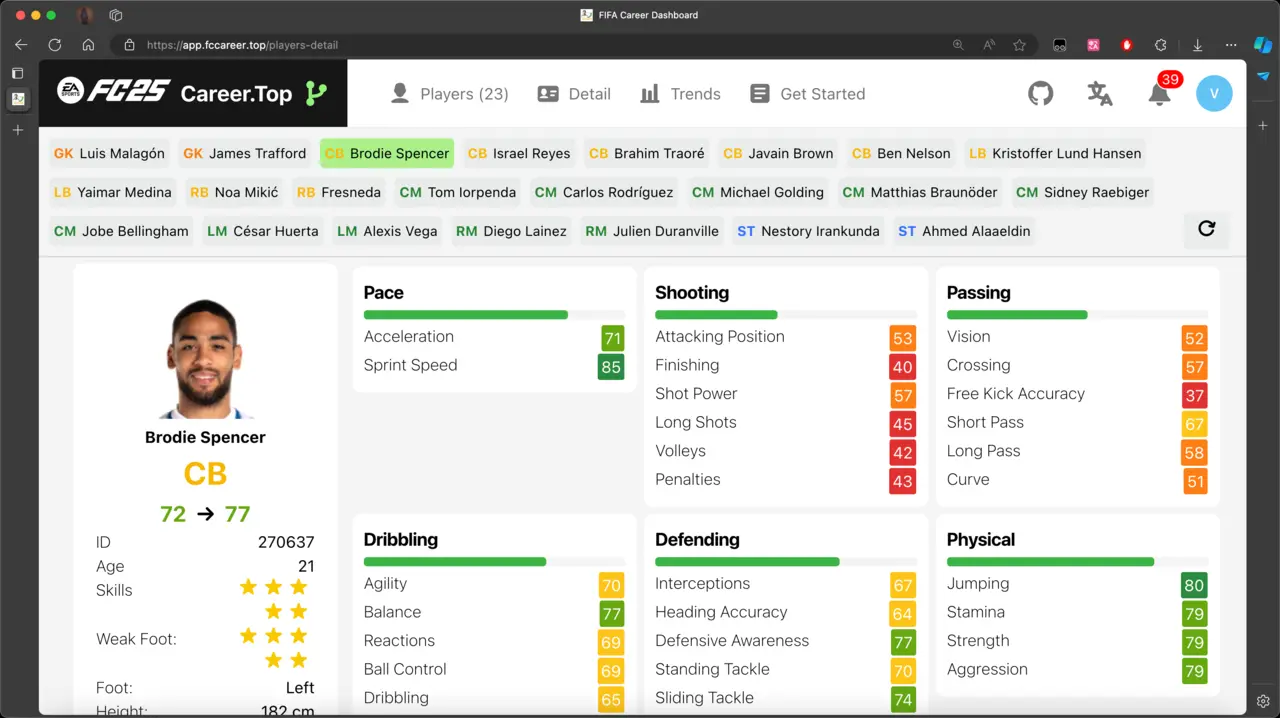 FIFA Career Dashboard
https://app.fccareer.top/players-detail
EA SPORTS FC25 Career.Top
Players (23) Detail Trends Get Started 39 V
GK Luis Malagón GK James Trafford CB Brodie Spencer CB Israel Reyes CB Brahim Traoré CB Javain Brown CB Ben Nelson LB Kristoffer Lund Hansen
LB Yaimar Medina RB Noa Mikić RB Fresneda CM Tom Iorpenda CM Carlos Rodríguez CM Michael Golding CM Matthias Braunöder CM Sidney Raebiger
CM Jobe Bellingham LM César Huerta LM Alexis Vega RM Diego Lainez RM Julien Duranville ST Nestory Irankunda ST Ahmed Alaaeldin
Brodie Spencer
CB
72 → 77
ID 270637
Age 21
Skills
Weak Foot:
Foot: Left
Height: 182 cm
Pace
Acceleration 71
Sprint Speed 85
Shooting
Attacking Position 53
Finishing 40
Shot Power 57
Long Shots 45
Volleys 42
Penalties 43
Passing
Vision 52
Crossing 57
Free Kick Accuracy 37
Short Pass 67
Long Pass 58
Curve 51
Dribbling
Agility 70
Balance 77
Reactions 69
Ball Control 69
Dribbling 65
Defending
Interceptions 67
Heading Accuracy 64
Defensive Awareness 77
Standing Tackle 70
Sliding Tackle 74
Physical
Jumping 80
Stamina 79
Strength 79
Aggression 79